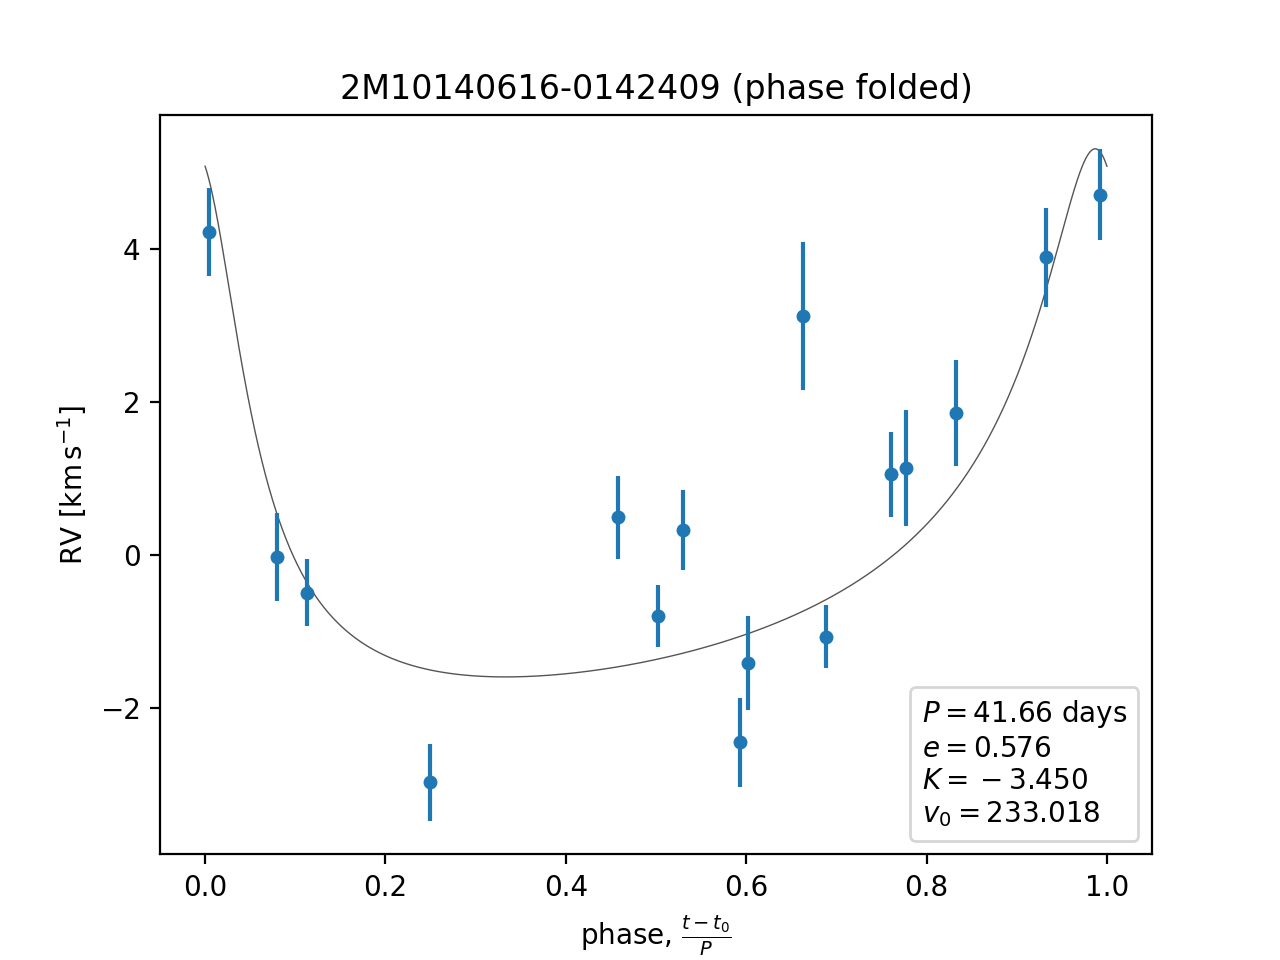 2M10140616-0142409 (phase folded)
RV [km s⁻¹]
4
2
0
−2
0.0 0.2 0.4 0.6 0.8 1.0
phase, (t − t₀)/P
P = 41.66 days
e = 0.576
K = − 3.450
v₀ = 233.018